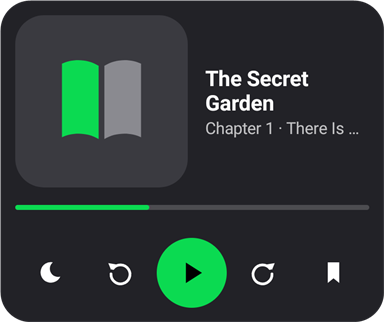 The Secret
Garden
Chapter 1 · There Is ...